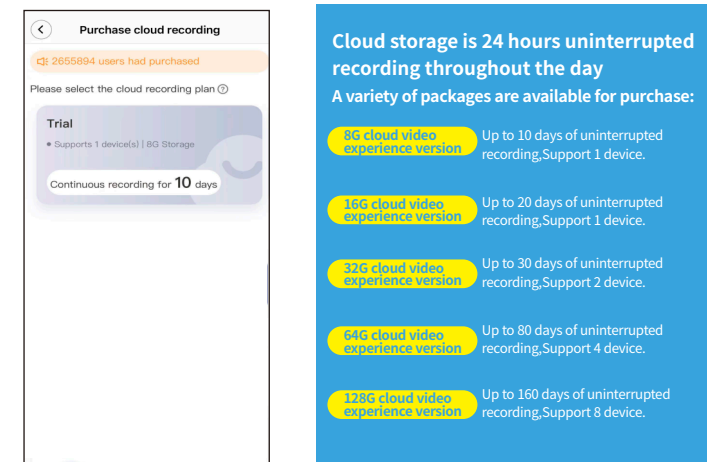 Purchase cloud recording
2655894 users had purchased
Please select the cloud recording plan ?
Trial
• Supports 1 device(s) | 8G Storage
Continuous recording for 10 days
Cloud storage is 24 hours uninterrupted
recording throughout the day
A variety of packages are available for purchase:
8G cloud video
experience version
Up to 10 days of uninterrupted
recording,Support 1 device.
16G cloud video
experience version
Up to 20 days of uninterrupted
recording,Support 1 device.
32G cloud video
experience version
Up to 30 days of uninterrupted
recording,Support 2 device.
64G cloud video
experience version
Up to 80 days of uninterrupted
recording,Support 4 device.
128G cloud video
experience version
Up to 160 days of uninterrupted
recording,Support 8 device.